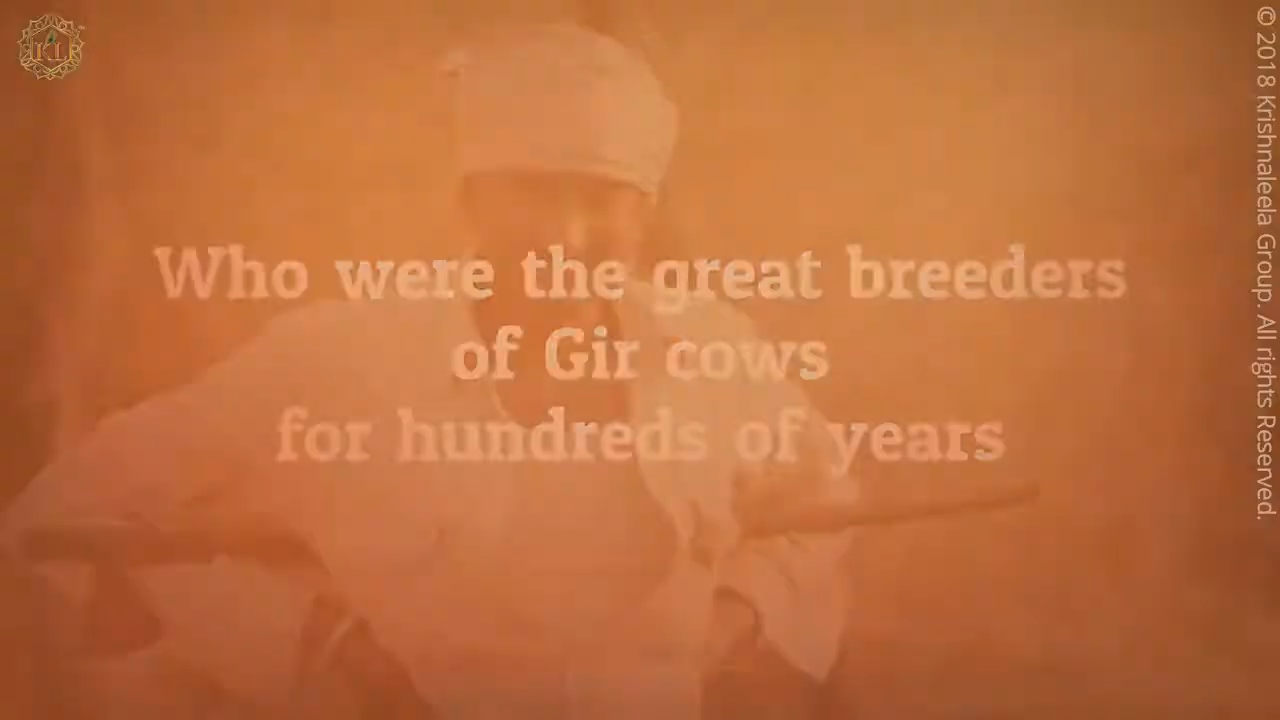 Who were the great breeders
of Gir cows
for hundreds of years
© 2018 Krishnaleela Group. All rights Reserved.